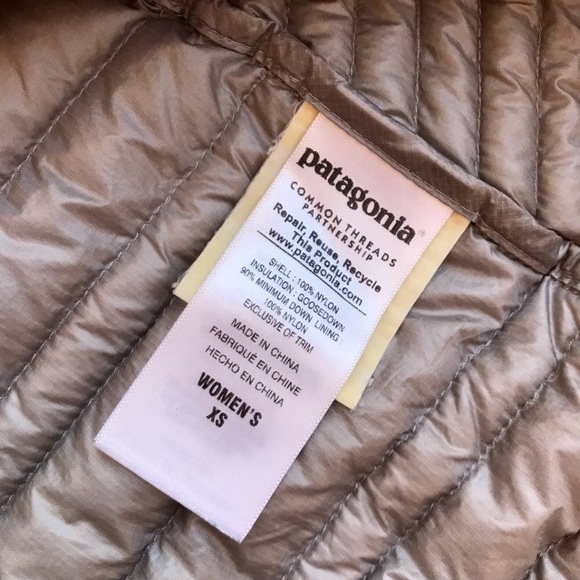 patagonia®
COMMON THREADS
PARTNERSHIP
Repair, Reuse, Recycle
This Product
www.patagonia.com
SHELL : 100% NYLON
INSULATION : GOOSEDOWN
90% MINIMUM DOWN LINING :
100% NYLON
EXCLUSIVE OF TRIM
MADE IN CHINA
FABRIQUÉ EN CHINE
HECHO EN CHINA
WOMEN'S
XS